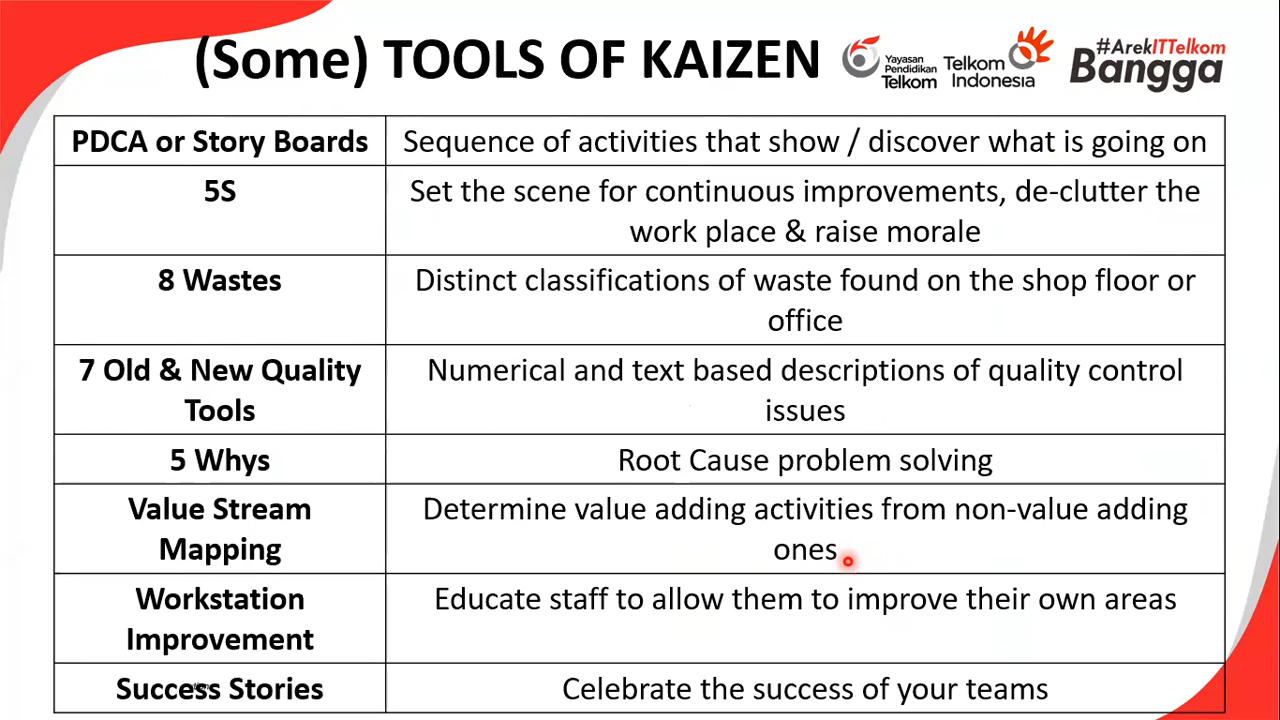 (Some) TOOLS OF KAIZEN
Yayasan
Pendidikan
Telkom
Telkom
Indonesia
#ArekITTelkom
Bangga
PDCA or Story Boards
Sequence of activities that show / discover what is going on
5S
Set the scene for continuous improvements, de-clutter the
work place & raise morale
8 Wastes
Distinct classifications of waste found on the shop floor or
office
7 Old & New Quality
Tools
Numerical and text based descriptions of quality control
issues
5 Whys
Root Cause problem solving
Value Stream
Mapping
Determine value adding activities from non-value adding
ones
Workstation
Improvement
Educate staff to allow them to improve their own areas
Success Stories
Celebrate the success of your teams